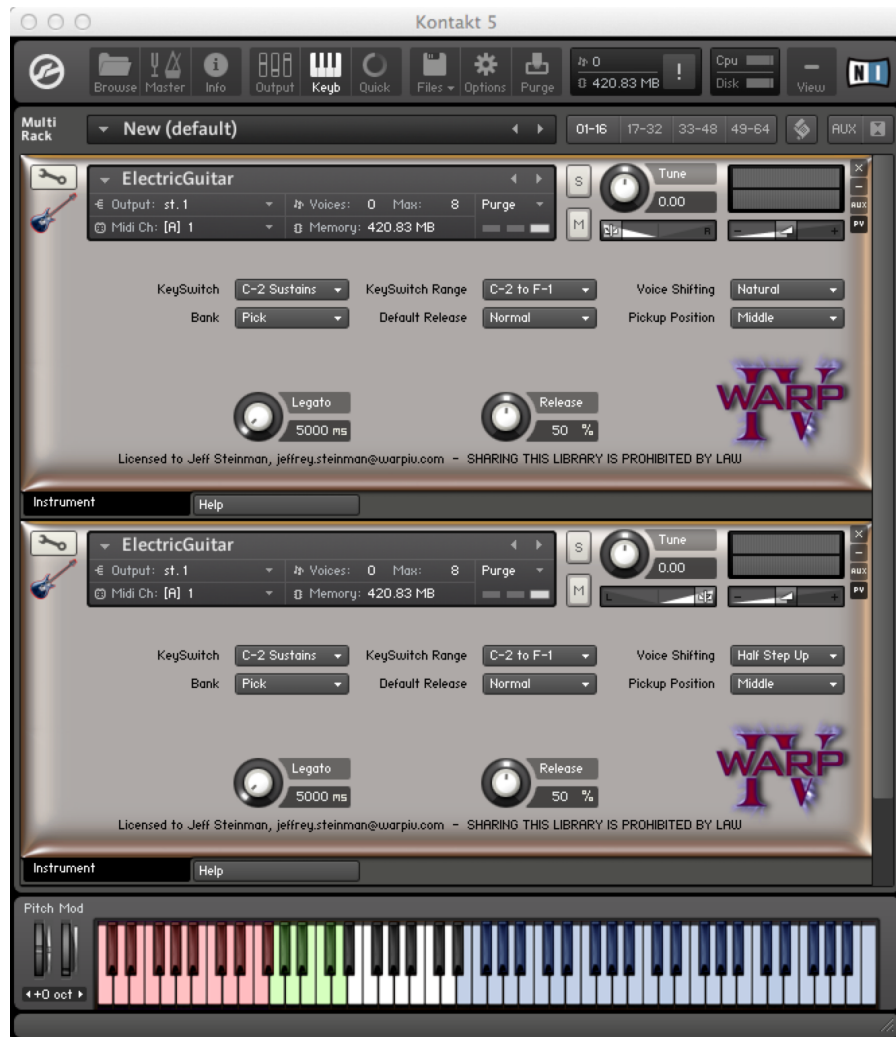 Kontakt 5
Browse Master Info Output Keyb Quick Files Options Purge
0
420.83 MB
!
Cpu
Disk
View
NI
Multi Rack
New (default)
01-16 17-32 33-48 49-64 AUX
ElectricGuitar
S
Tune
0.00
Output: st. 1 Voices: 0 Max: 8 Purge
Midi Ch: [A] 1 Memory: 420.83 MB
M
R
- +
×
-
AUX
PV
KeySwitch C-2 Sustains KeySwitch Range C-2 to F-1 Voice Shifting Natural
Bank Pick Default Release Normal Pickup Position Middle
Legato
5000 ms
Release
50 %
WARP IV
Licensed to Jeff Steinman, jeffrey.steinman@warpiv.com - SHARING THIS LIBRARY IS PROHIBITED BY LAW
Instrument Help
ElectricGuitar
S
Tune
0.00
Output: st. 1 Voices: 0 Max: 8 Purge
Midi Ch: [A] 1 Memory: 420.83 MB
M
L
- +
×
-
AUX
PV
KeySwitch C-2 Sustains KeySwitch Range C-2 to F-1 Voice Shifting Half Step Up
Bank Pick Default Release Normal Pickup Position Middle
Legato
5000 ms
Release
50 %
WARP IV
Licensed to Jeff Steinman, jeffrey.steinman@warpiv.com - SHARING THIS LIBRARY IS PROHIBITED BY LAW
Instrument Help
Pitch Mod
+0 oct